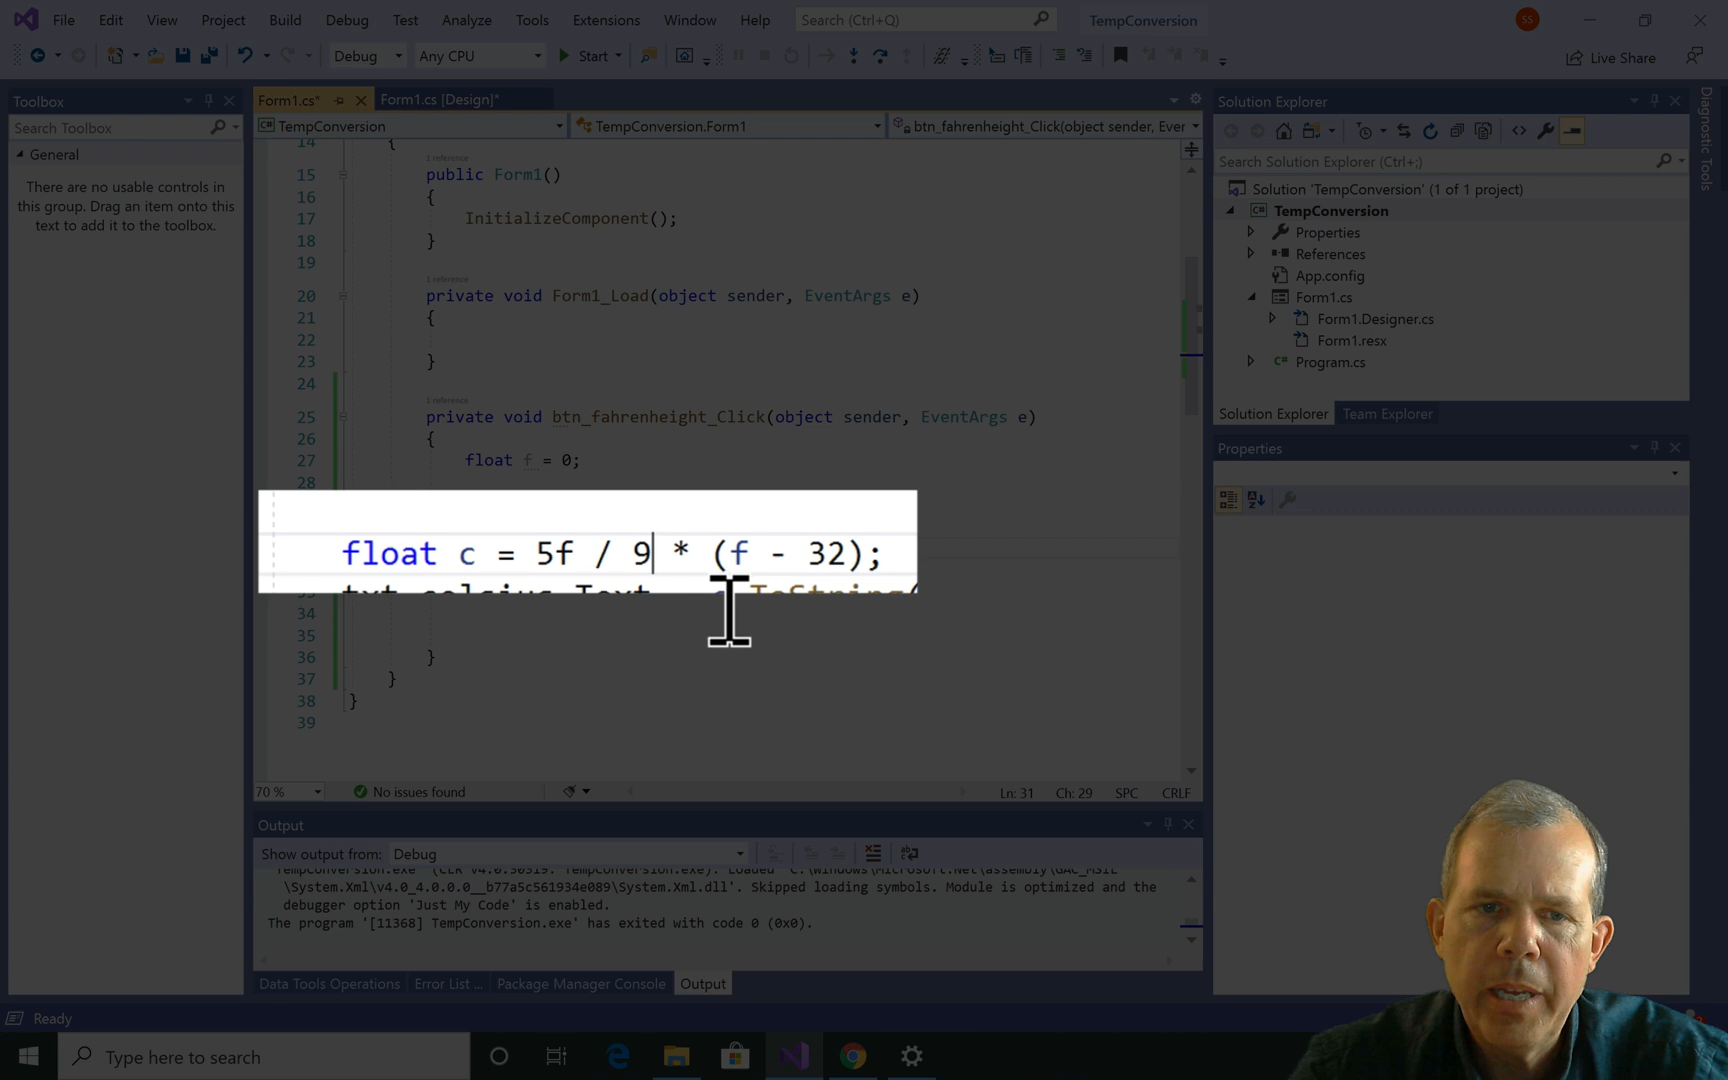 File Edit View Project Build Debug Test Analyze Tools Extensions Window Help Search (Ctrl+Q) TempConversion SS
Debug Any CPU Start Live Share
Toolbox
Search Toolbox
General
There are no usable controls in
this group. Drag an item onto this
text to add it to the toolbox.
Form1.cs* Form1.cs [Design]*
TempConversion TempConversion.Form1 btn_fahrenheight_Click(object sender, Ever
14 {
1 reference
15 public Form1()
16 {
17 InitializeComponent();
18 }
19
1 reference
20 private void Form1_Load(object sender, EventArgs e)
21 {
22
23 }
24
1 reference
25 private void btn_fahrenheight_Click(object sender, EventArgs e)
26 {
27 float f = 0;
28
float c = 5f / 9 * (f - 32);
34
35
36 }
37 }
38 }
39
70 % No issues found Ln: 31 Ch: 29 SPC CRLF
Output
Show output from: Debug
\System.Xml\v4.0_4.0.0.0__b77a5c561934e089\System.Xml.dll'. Skipped loading symbols. Module is optimized and the
debugger option 'Just My Code' is enabled.
The program '[11368] TempConversion.exe' has exited with code 0 (0x0).
Data Tools Operations Error List ... Package Manager Console Output
Solution Explorer
Search Solution Explorer (Ctrl+;)
Solution 'TempConversion' (1 of 1 project)
TempConversion
Properties
References
App.config
Form1.cs
Form1.Designer.cs
Form1.resx
Program.cs
Solution Explorer Team Explorer
Properties
Diagnostic Tools
Ready
Type here to search